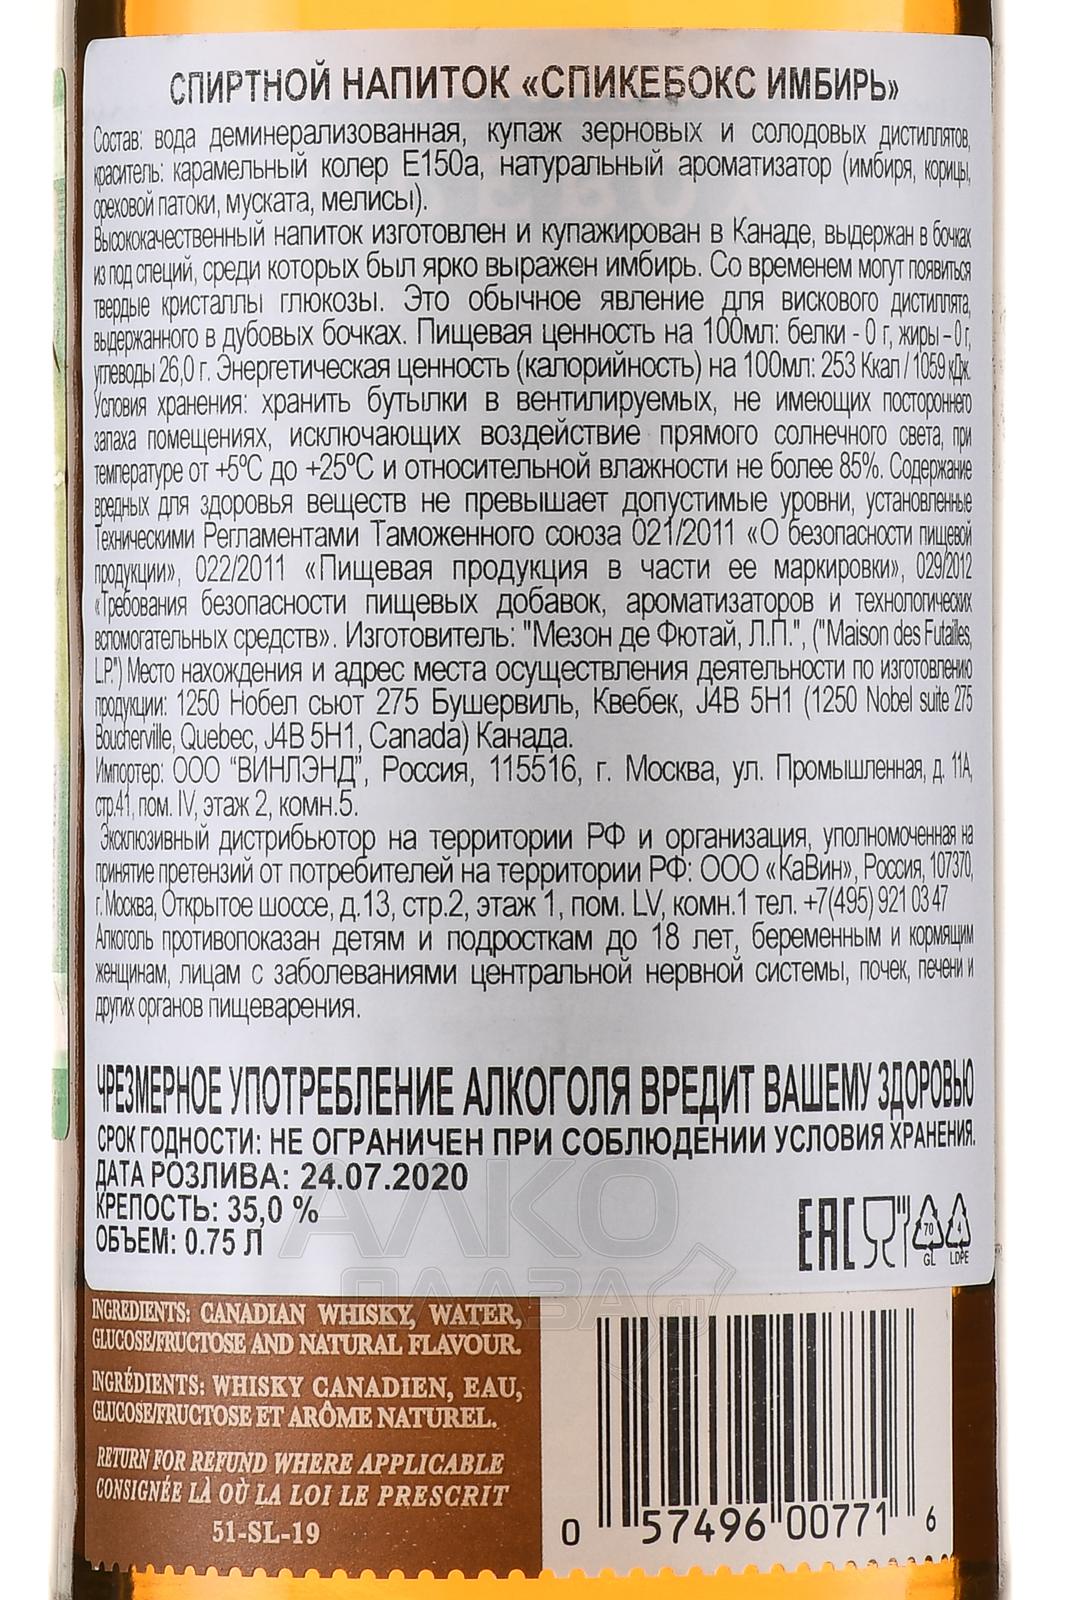 СПИРТНОЙ НАПИТОК «СПИКЕБОКС ИМБИРЬ»
Состав: вода деминерализованная, купаж зерновых и солодовых дистиллятов,
краситель: карамельный колер Е150а, натуральный ароматизатор (имбиря, корицы,
ореховой патоки, муската, мелисы).
Высококачественный напиток изготовлен и купажирован в Канаде, выдержан в бочках
из под специй, среди которых был ярко выражен имбирь. Со временем могут появиться
твердые кристаллы глюкозы. Это обычное явление для вискового дистиллята,
выдержанного в дубовых бочках. Пищевая ценность на 100мл: белки - 0 г, жиры – 0 г,
углеводы 26,0 г. Энергетическая ценность (калорийность) на 100мл: 253 Ккал / 1059 кДж.
Условия хранения: хранить бутылки в вентилируемых, не имеющих постороннего
запаха помещениях, исключающих воздействие прямого солнечного света, при
температуре от +5ºС до +25ºС и относительной влажности не более 85%. Содержание
вредных для здоровья веществ не превышает допустимые уровни, установленные
Техническими Регламентами Таможенного союза 021/2011 «О безопасности пищевой
продукции», 022/2011 «Пищевая продукция в части ее маркировки», 029/2012
«Требования безопасности пищевых добавок, ароматизаторов и технологических
вспомогательных средств». Изготовитель: "Мезон де Фютай, Л.П.", ("Maison des Futailles,
L.P.") Место нахождения и адрес места осуществления деятельности по изготовлению
продукции: 1250 Нобел сьют 275 Бушервиль, Квебек, J4B 5H1 (1250 Nobel suite 275
Boucherville, Quebec, J4B 5H1, Canada) Канада.
Импортер: ООО "ВИНЛЭНД", Россия, 115516, г. Москва, ул. Промышленная, д. 11А,
стр.41, пом. IV, этаж 2, комн.5.
Эксклюзивный дистрибьютор на территории РФ и организация, уполномоченная на
принятие претензий от потребителей на территории РФ: ООО «КаВин», Россия, 107370,
г. Москва, Открытое шоссе, д.13, стр.2, этаж 1, пом. LV, комн.1 тел. +7(495) 921 03 47
Алкоголь противопоказан детям и подросткам до 18 лет, беременным и кормящим
женщинам, лицам с заболеваниями центральной нервной системы, почек, печени и
других органов пищеварения.
ЧРЕЗМЕРНОЕ УПОТРЕБЛЕНИЕ АЛКОГОЛЯ ВРЕДИТ ВАШЕМУ ЗДОРОВЬЮ
СРОК ГОДНОСТИ: НЕ ОГРАНИЧЕН ПРИ СОБЛЮДЕНИИ УСЛОВИЯ ХРАНЕНИЯ.
ДАТА РОЗЛИВА: 24.07.2020
КРЕПОСТЬ: 35,0 %
ОБЪЕМ: 0.75 Л
EAC 70 4
GL LDPE
АЛКО
ПЛАЗА ru
INGREDIENTS: CANADIAN WHISKY, WATER,
GLUCOSE/FRUCTOSE AND NATURAL FLAVOUR.
INGRÉDIENTS: WHISKY CANADIEN, EAU,
GLUCOSE/FRUCTOSE ET ARÔME NATUREL.
RETURN FOR REFUND WHERE APPLICABLE
CONSIGNÉE LÀ OÙ LA LOI LE PRESCRIT
51-SL-19
0 57496 00771 6